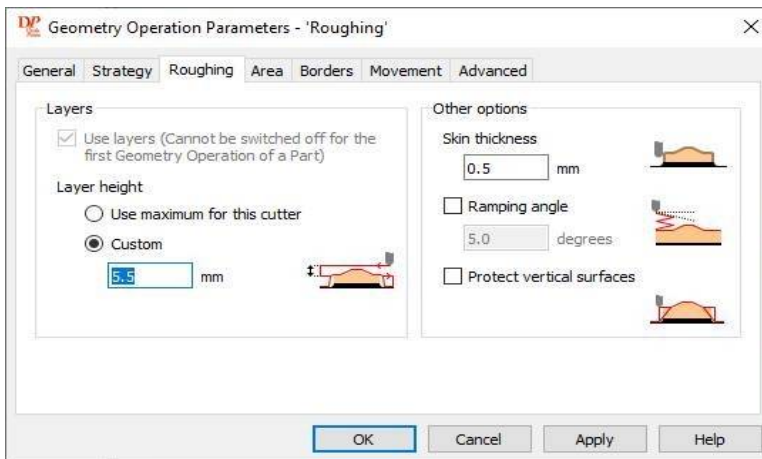 DP Geometry Operation Parameters - 'Roughing'
General Strategy Roughing Area Borders Movement Advanced
Layers
Use layers (Cannot be switched off for the
first Geometry Operation of a Part)
Layer height
Use maximum for this cutter
Custom
5.5 mm
Other options
Skin thickness
0.5 mm
Ramping angle
5.0 degrees
Protect vertical surfaces
OK Cancel Apply Help